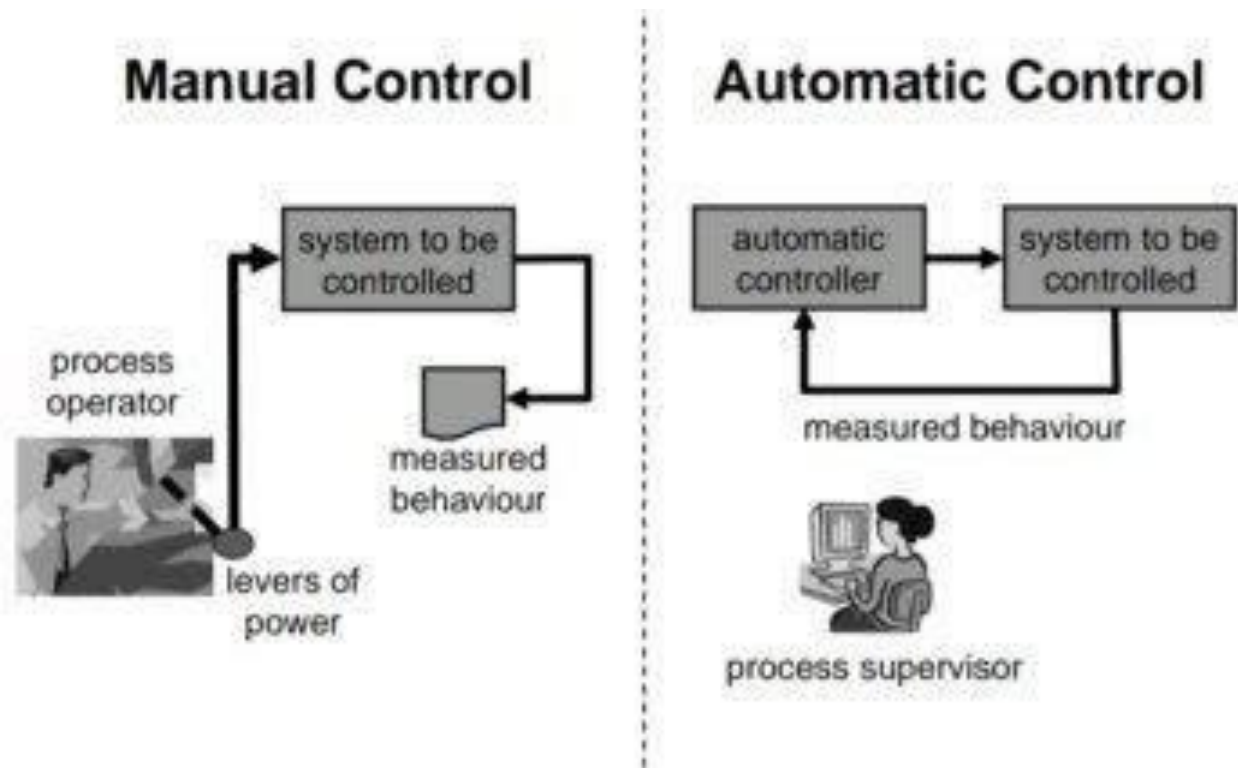 Manual Control
system to be
controlled
process
operator
measured
behaviour
levers of
power
Automatic Control
automatic
controller
system to be
controlled
measured behaviour
process supervisor